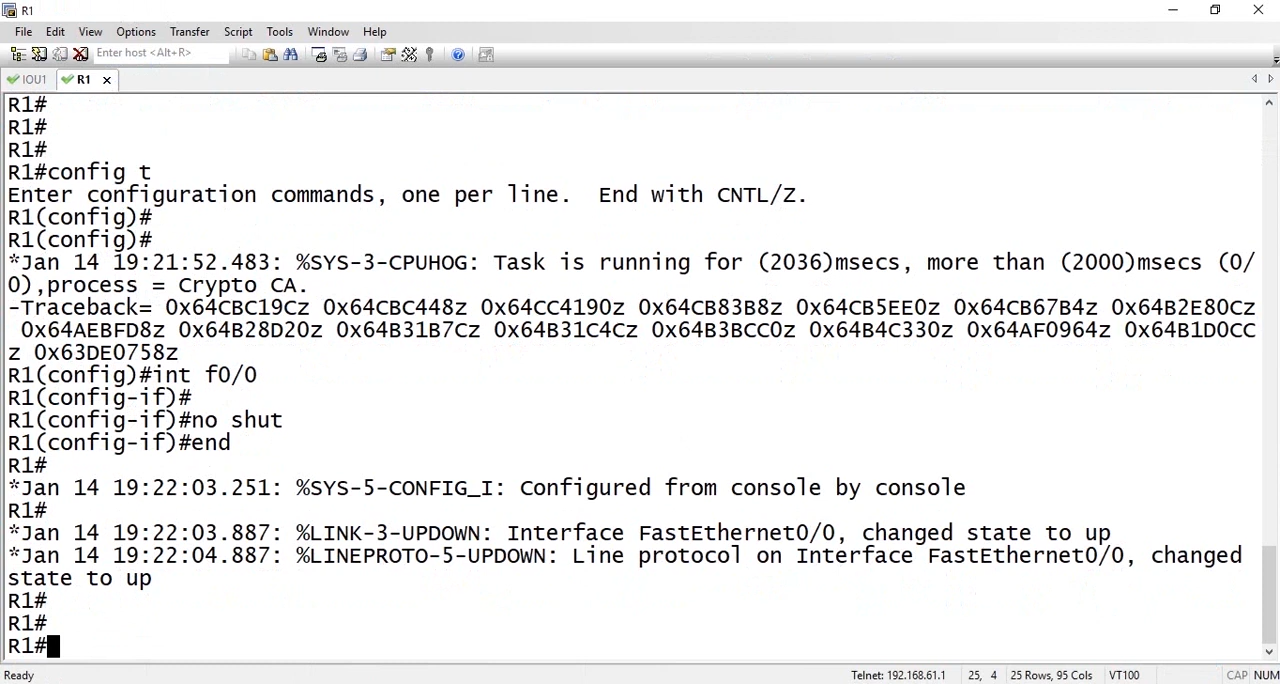 R1
File Edit View Options Transfer Script Tools Window Help
Enter host <Alt+R>
IOU1 R1
R1#
R1#
R1#
R1#config t
Enter configuration commands, one per line.  End with CNTL/Z.
R1(config)#
R1(config)#
*Jan 14 19:21:52.483: %SYS-3-CPUHOG: Task is running for (2036)msecs, more than (2000)msecs (0/
0),process = Crypto CA.
-Traceback= 0x64CBC19Cz 0x64CBC448z 0x64CC4190z 0x64CB83B8z 0x64CB5EE0z 0x64CB67B4z 0x64B2E80Cz
 0x64AEBFD8z 0x64B28D20z 0x64B31B7Cz 0x64B31C4Cz 0x64B3BCC0z 0x64B4C330z 0x64AF0964z 0x64B1D0CC
z 0x63DE0758z
R1(config)#int f0/0
R1(config-if)#
R1(config-if)#no shut
R1(config-if)#end
R1#
*Jan 14 19:22:03.251: %SYS-5-CONFIG_I: Configured from console by console
R1#
*Jan 14 19:22:03.887: %LINK-3-UPDOWN: Interface FastEthernet0/0, changed state to up
*Jan 14 19:22:04.887: %LINEPROTO-5-UPDOWN: Line protocol on Interface FastEthernet0/0, changed
state to up
R1#
R1#
R1#
Ready Telnet: 192.168.61.1 25, 4 25 Rows, 95 Cols VT100 CAP NUM